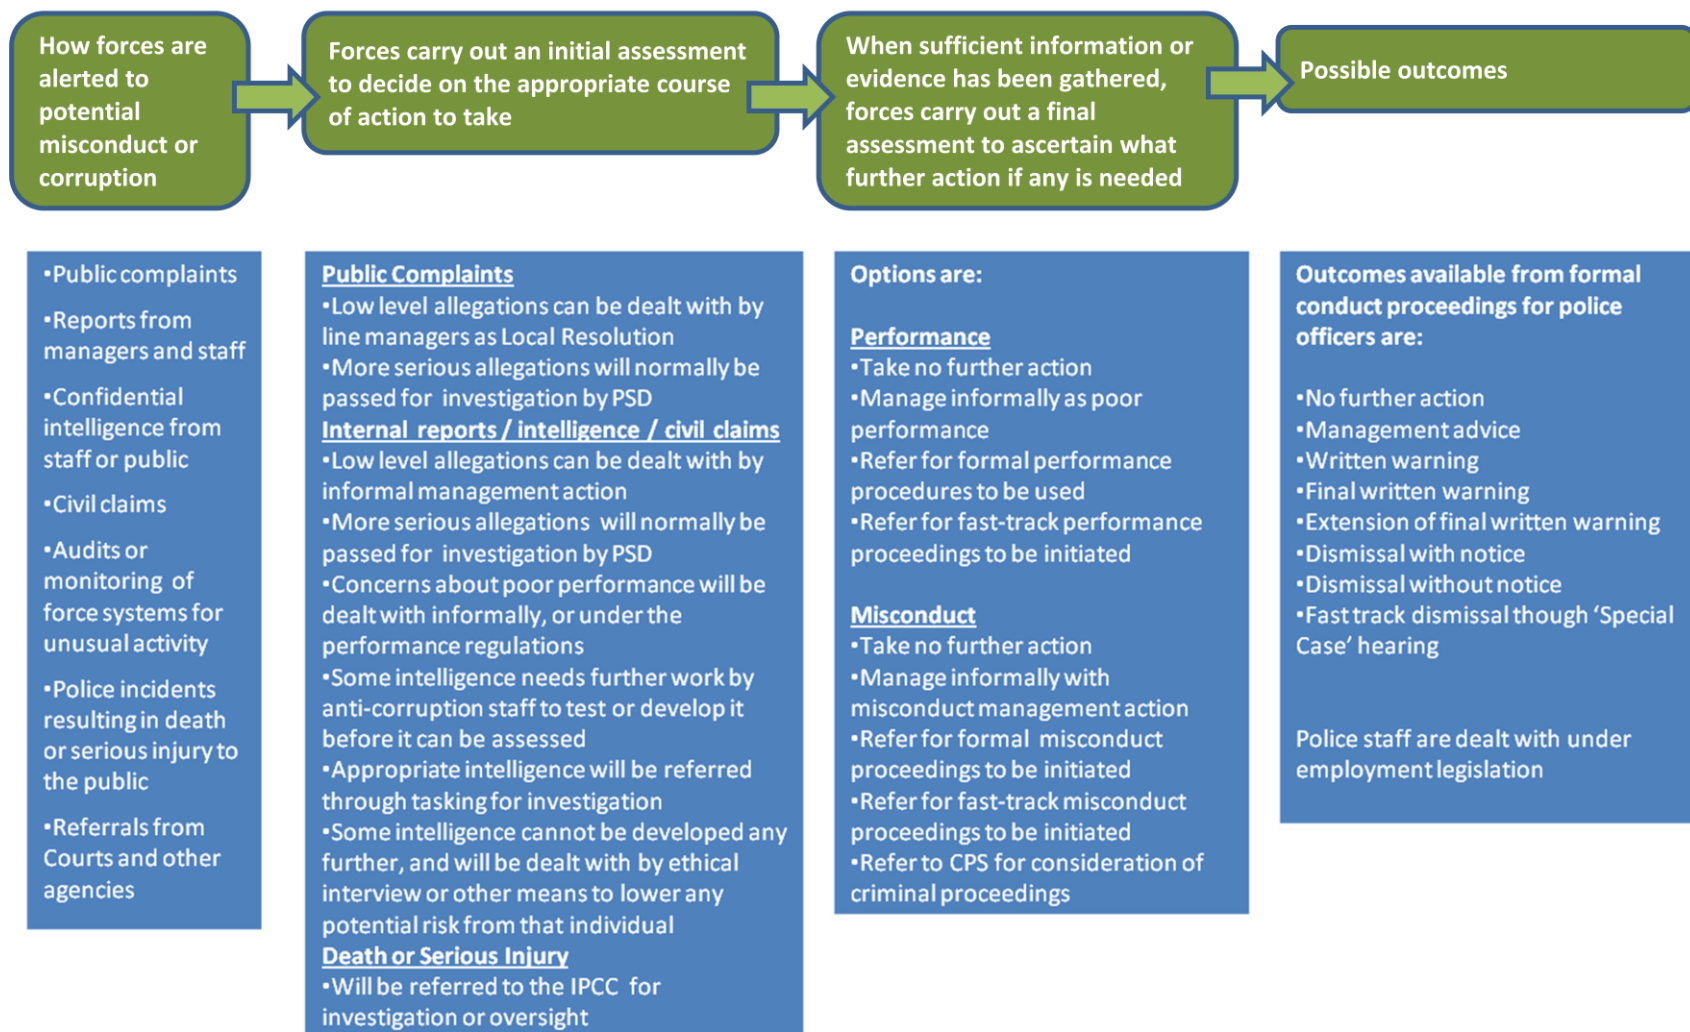 How forces are
alerted to
potential
misconduct or
corruption
Forces carry out an initial assessment
to decide on the appropriate course
of action to take
When sufficient information or
evidence has been gathered,
forces carry out a final
assessment to ascertain what
further action if any is needed
Possible outcomes
•Public complaints
•Reports from
managers and staff
•Confidential
intelligence from
staff or public
•Civil claims
•Audits or
monitoring of
force systems for
unusual activity
•Police incidents
resulting in death
or serious injury to
the public
•Referrals from
Courts and other
agencies
Public Complaints
•Low level allegations can be dealt with by
line managers as Local Resolution
•More serious allegations will normally be
passed for investigation by PSD
Internal reports / intelligence / civil claims
•Low level allegations can be dealt with by
informal management action
•More serious allegations will normally be
passed for investigation by PSD
•Concerns about poor performance will be
dealt with informally, or under the
performance regulations
•Some intelligence needs further work by
anti-corruption staff to test or develop it
before it can be assessed
•Appropriate intelligence will be referred
through tasking for investigation
•Some intelligence cannot be developed any
further, and will be dealt with by ethical
interview or other means to lower any
potential risk from that individual
Death or Serious Injury
•Will be referred to the IPCC for
investigation or oversight
Options are:
Performance
•Take no further action
•Manage informally as poor
performance
•Refer for formal performance
procedures to be used
•Refer for fast-track performance
proceedings to be initiated
Misconduct
•Take no further action
•Manage informally with
misconduct management action
•Refer for formal misconduct
proceedings to be initiated
•Refer for fast-track misconduct
proceedings to be initiated
•Refer to CPS for consideration of
criminal proceedings
Outcomes available from formal
conduct proceedings for police
officers are:
•No further action
•Management advice
•Written warning
•Final written warning
•Extension of final written warning
•Dismissal with notice
•Dismissal without notice
•Fast track dismissal though ‘Special
Case’ hearing
Police staff are dealt with under
employment legislation